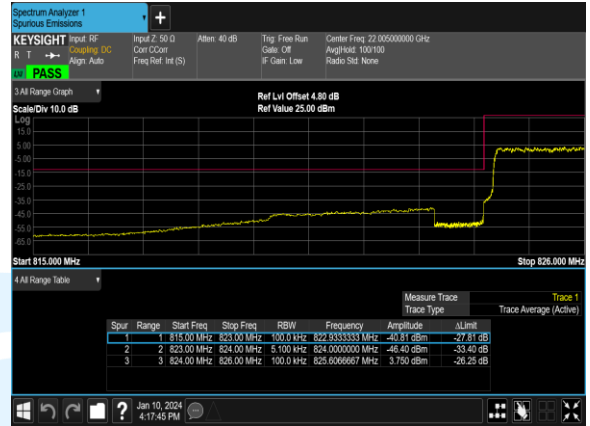 Spectrum Analyzer 1
Spurious Emissions
KEYSIGHT Input: RF Input Z: 50 Ω Atten: 40 dB Trig: Free Run Center Freq: 22.005000000 GHz
R T Coupling: DC Corr CCorr Gate: Off Avg|Hold: 100/100
Align: Auto Freq Ref: Int (S) IF Gain: Low Radio Std: None
LW PASS
3 All Range Graph
Ref Lvl Offset 4.80 dB
Scale/Div 10.0 dB Ref Value 25.00 dBm
Log
15.0
5.00
-5.00
-15.0
-25.0
-35.0
-45.0
-55.0
-65.0
Start 815.000 MHz Stop 826.000 MHz
4 All Range Table
Measure Trace Trace 1
Trace Type Trace Average (Active)
Spur Range Start Freq Stop Freq RBW Frequency Amplitude ΔLimit
1 1 815.00 MHz 823.00 MHz 100.0 kHz 822.9333333 MHz -40.81 dBm -27.81 dB
2 2 823.00 MHz 824.00 MHz 5.100 kHz 824.0000000 MHz -46.40 dBm -33.40 dB
3 3 824.00 MHz 826.00 MHz 100.0 kHz 825.6066667 MHz 3.750 dBm -26.25 dB
? Jan 10, 2024
4:17:45 PM